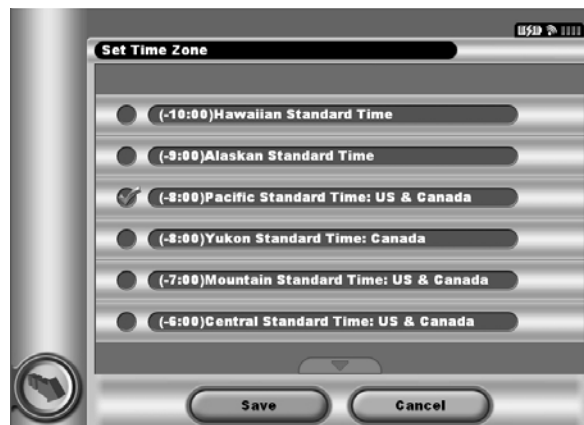 Set Time Zone
(-10:00)Hawaiian Standard Time
(-9:00)Alaskan Standard Time
(-8:00)Pacific Standard Time: US & Canada
(-8:00)Yukon Standard Time: Canada
(-7:00)Mountain Standard Time: US & Canada
(-6:00)Central Standard Time: US & Canada
Save
Cancel